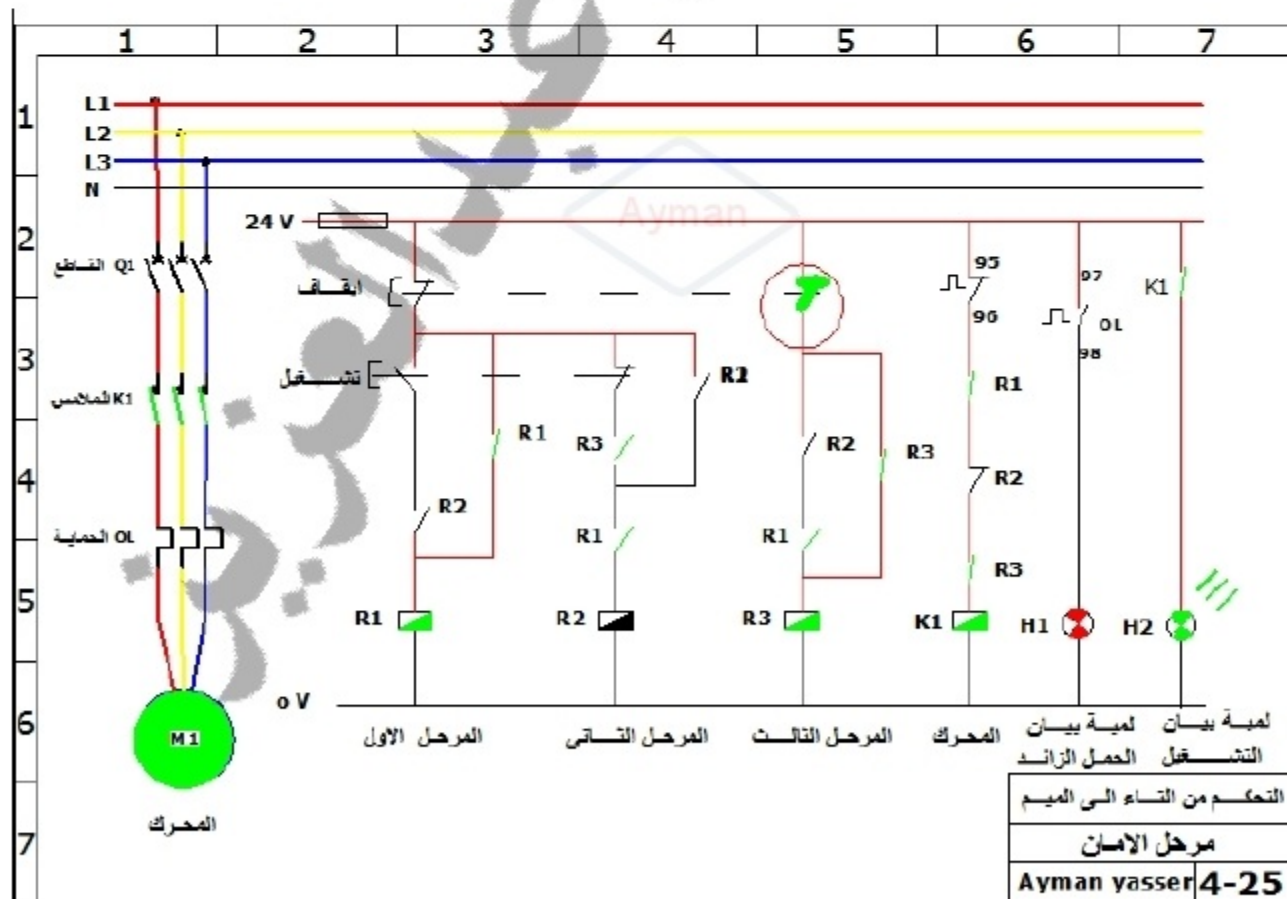 1 2 3 4 5 6 7
1
2
3
4
5
6
7
L1
L2
L3
N
24 V
Ayman
القاطع Q1
ايقاف
95
96
97
OL
98
K1
الملامس K1
تشغيل
R1
R3
R2
R1
R2
R3
R1
R2
الحماية OL
R2
R1
R1
R3
R1
R2
R3
K1
H1
H2
o V
M1
المحرك
المرحل الاول
المرحل الثانى
المرحل الثالث
المحرك
لمبة بيان
الحمل الزائد
لمبة بيان
التشغيل
التحكم من التاء الى الميم
مرحل الامان
Ayman yasser 4-25